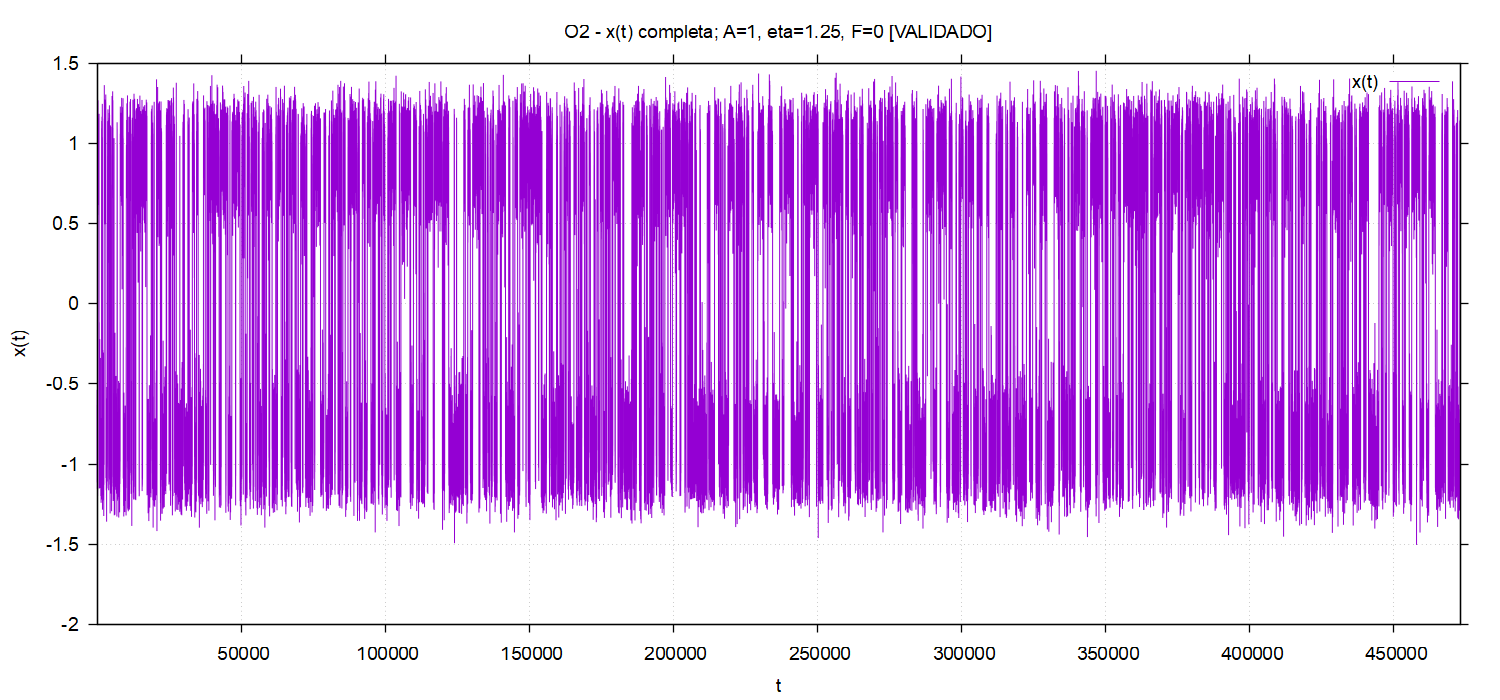 O2 - x(t) completa; A=1, eta=1.25, F=0 [VALIDADO]
1.5
x(t)
1
0.5
0
x(t)
-0.5
-1
-1.5
-2
50000 100000 150000 200000 250000 300000 350000 400000 450000
t